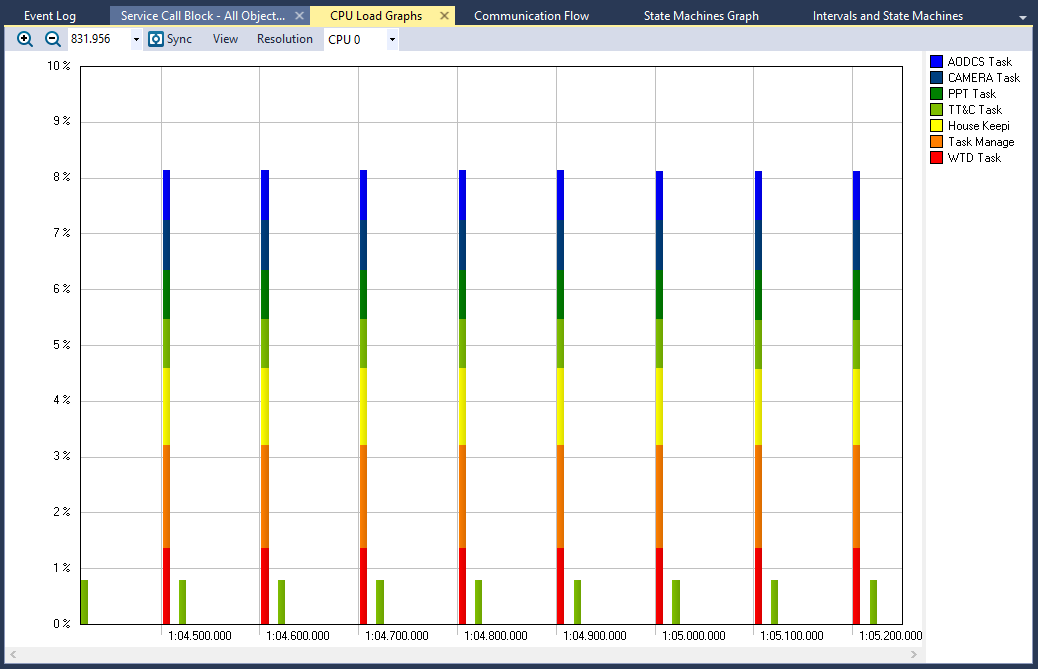 Event Log Service Call Block - All Object... CPU Load Graphs Communication Flow State Machines Graph Intervals and State Machines
831.956 Sync View Resolution CPU 0
10 %
9 %
8 %
7 %
6 %
5 %
4 %
3 %
2 %
1 %
0 %
1:04.500.000 1:04.600.000 1:04.700.000 1:04.800.000 1:04.900.000 1:05.000.000 1:05.100.000 1:05.200.000
AODCS Task
CAMERA Task
PPT Task
TT&C Task
House Keepi
Task Manage
WTD Task